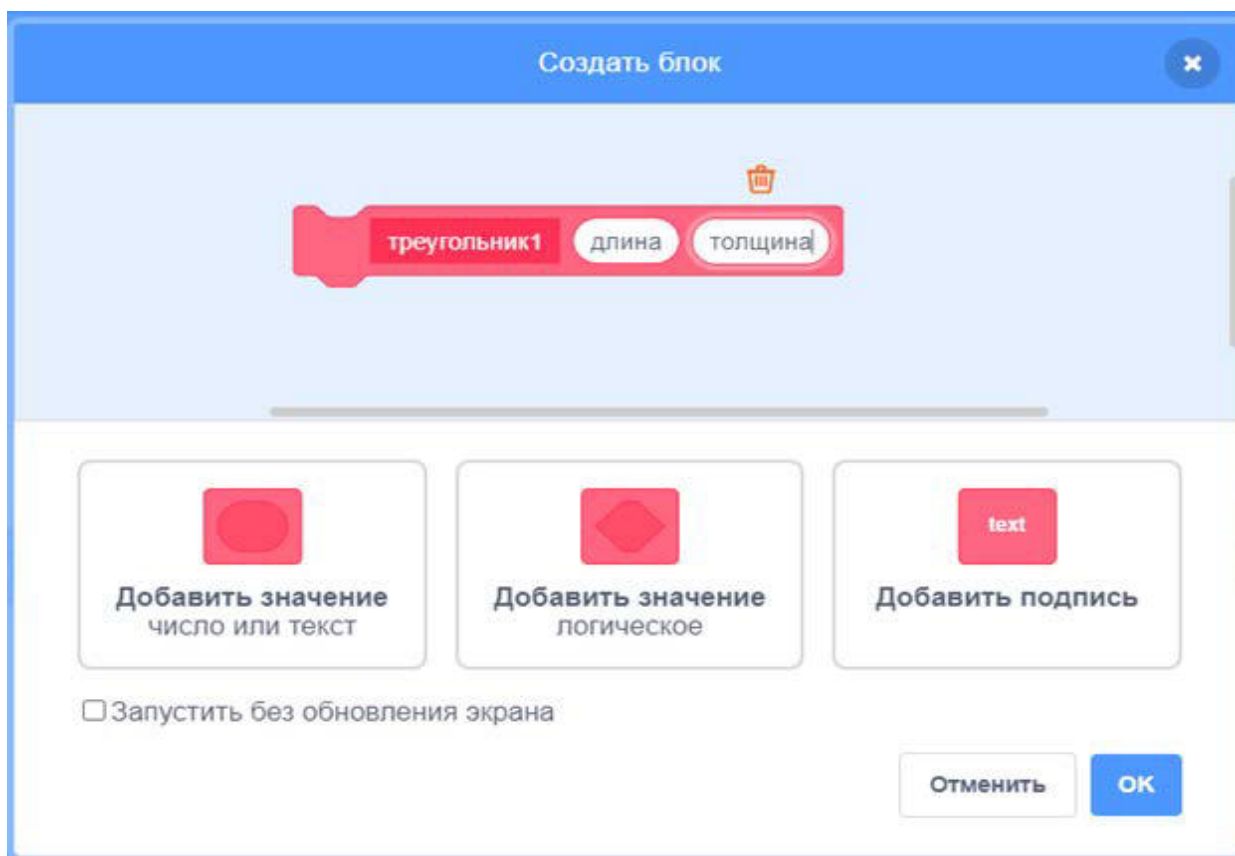 Создать блок
треугольник1 длина толщина
text
Добавить значение
число или текст
Добавить значение
логическое
Добавить подпись
Запустить без обновления экрана
Отменить
ОК